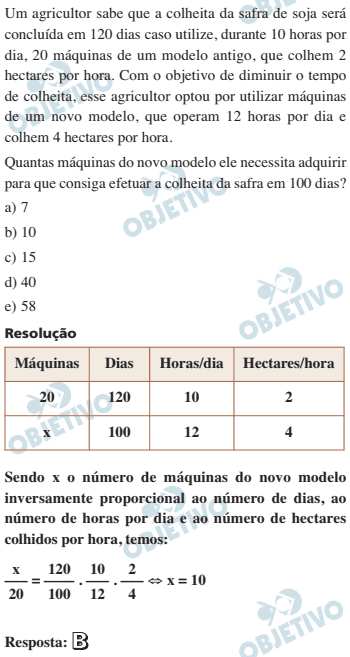 Um agricultor sabe que a colheita da safra de soja será
concluída em 120 dias caso utilize, durante 10 horas por
dia, 20 máquinas de um modelo antigo, que colhem 2
hectares por hora. Com o objetivo de diminuir o tempo
de colheita, esse agricultor optou por utilizar máquinas
de um novo modelo, que operam 12 horas por dia e
colhem 4 hectares por hora.
Quantas máquinas do novo modelo ele necessita adquirir
para que consiga efetuar a colheita da safra em 100 dias?
a) 7
b) 10
c) 15
d) 40
e) 58
Resolução
Máquinas Dias Horas/dia Hectares/hora
20 120 10 2
x 100 12 4
Sendo x o número de máquinas do novo modelo
inversamente proporcional ao número de dias, ao
número de horas por dia e ao número de hectares
colhidos por hora, temos:
x/20 = 120/100 . 10/12 . 2/4 ⇔ x = 10
Resposta: B
OBJETIVO
OBJETIVO
OBJETIVO
OBJETIVO
OBJETIVO
OBJETIVO